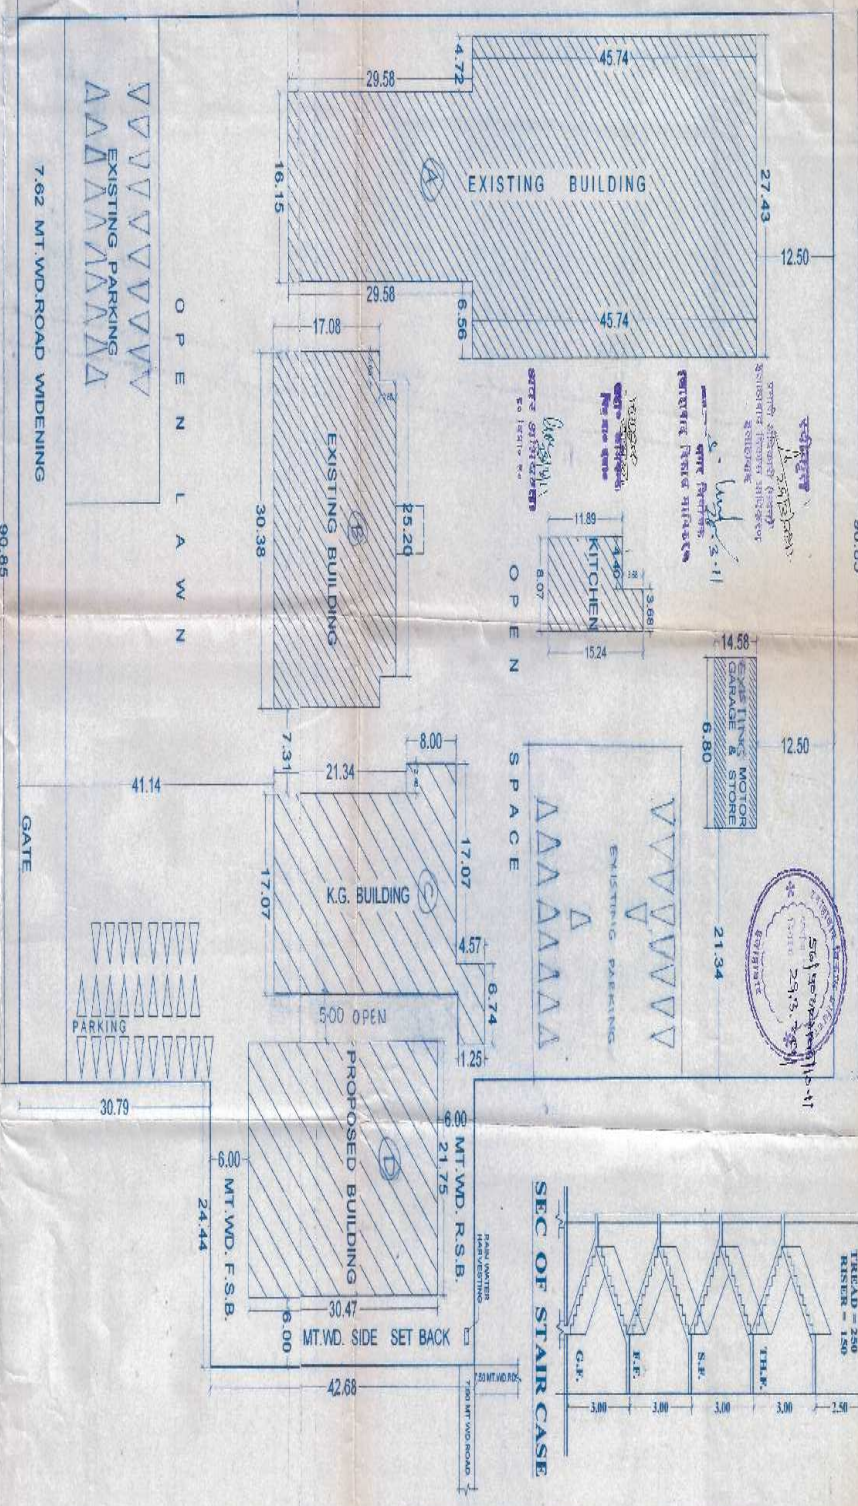 45.74
4.72
29.58
27.43
12.50
A
EXISTING BUILDING
16.15
29.58
6.56
45.74
EXISTING PARKING
7.62 MT.WD.ROAD WIDENING
OPEN LAWN
17.08
EXISTING BUILDING
B
25.20
30.38
90.85
11.89
KITCHEN
4.40
3.68
8.07
15.24
OPEN SPACE
14.58
EXISTING MOTOR
GARAGE & STORE
6.80
12.50
7.31
21.34
8.00
41.14
GATE
K.G. BUILDING
C
17.07
17.07
4.57
6.74
1.25
EXISTING PARKING
21.34
PARKING
5.00 OPEN
30.79
PROPOSED BUILDING
D
6.00 MT.WD. R.S.B.
21.75
6.00 MT.WD. F.S.B.
24.44
30.47
6.00
MT.WD. SIDE SET BACK
42.68
RAIN WATER
HARVESTING
7.50 MT.WD.ROAD
TREAD = 250
RISER = 150
G.F.
F.F.
S.F.
TH.F.
3.00
3.00
3.00
3.00
2.50
SEC OF STAIR CASE